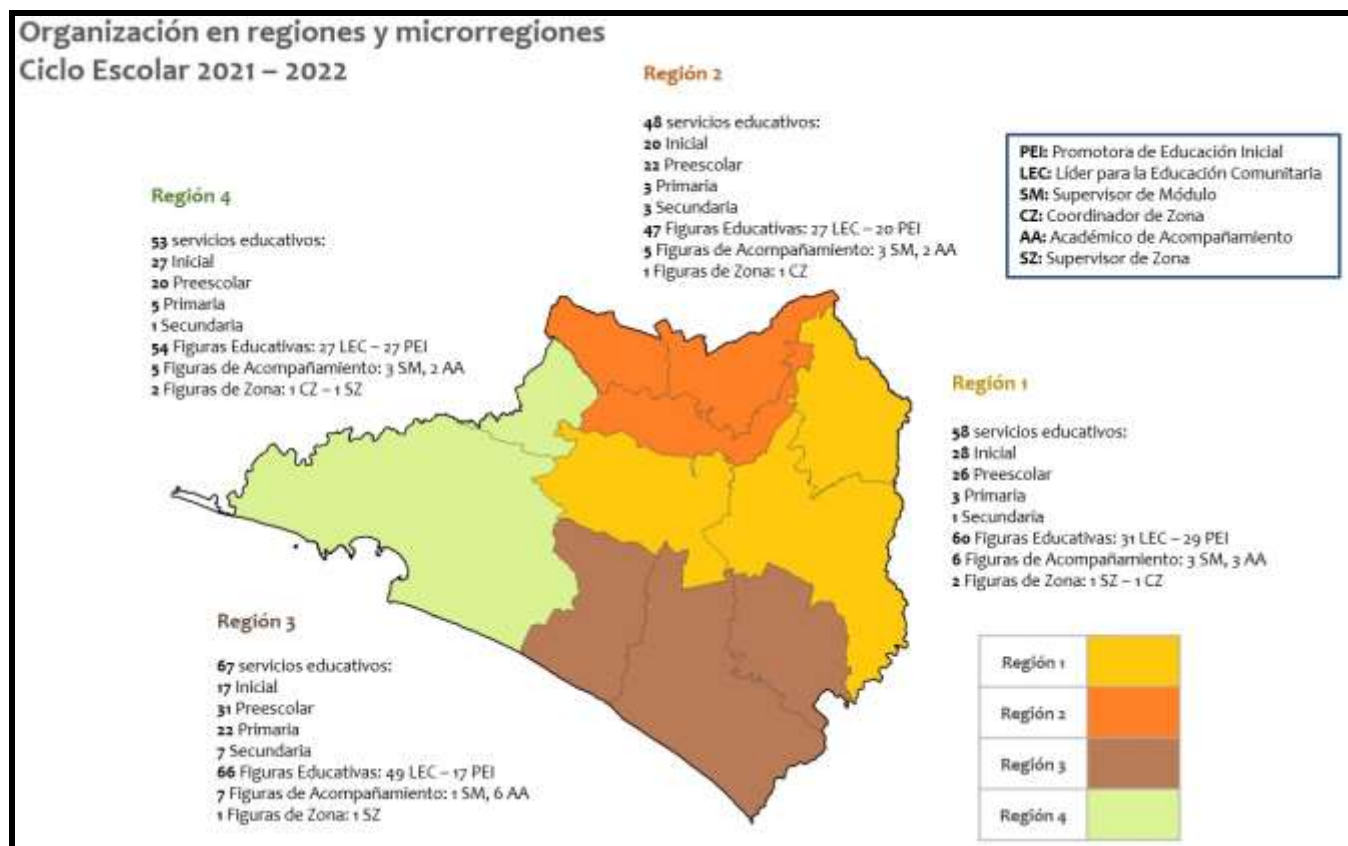 Organización en regiones y microrregiones
Ciclo Escolar 2021 – 2022
Región 2
48 servicios educativos:
20 Inicial
22 Preescolar
3 Primaria
3 Secundaria
47 Figuras Educativas: 27 LEC – 20 PEI
5 Figuras de Acompañamiento: 3 SM, 2 AA
1 Figuras de Zona: 1 CZ
PEI: Promotora de Educación Inicial
LEC: Líder para la Educación Comunitaria
SM: Supervisor de Módulo
CZ: Coordinador de Zona
AA: Académico de Acompañamiento
SZ: Supervisor de Zona
Región 4
53 servicios educativos:
27 Inicial
20 Preescolar
5 Primaria
1 Secundaria
54 Figuras Educativas: 27 LEC – 27 PEI
5 Figuras de Acompañamiento: 3 SM, 2 AA
2 Figuras de Zona: 1 CZ – 1 SZ
Región 1
58 servicios educativos:
28 Inicial
26 Preescolar
3 Primaria
1 Secundaria
60 Figuras Educativas: 31 LEC – 29 PEI
6 Figuras de Acompañamiento: 3 SM, 3 AA
2 Figuras de Zona: 1 SZ – 1 CZ
Región 3
67 servicios educativos:
17 Inicial
31 Preescolar
22 Primaria
7 Secundaria
66 Figuras Educativas: 49 LEC – 17 PEI
7 Figuras de Acompañamiento: 1 SM, 6 AA
1 Figuras de Zona: 1 SZ
Región 1
Región 2
Región 3
Región 4